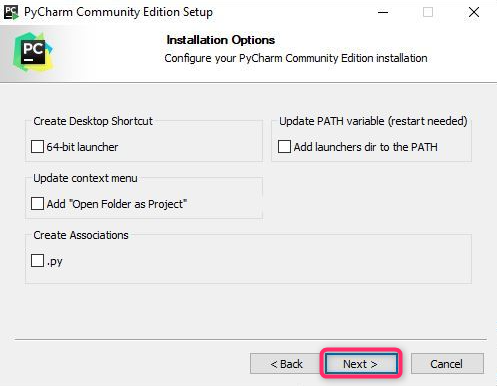 PyCharm Community Edition Setup
PC
Installation Options
Configure your PyCharm Community Edition installation
Create Desktop Shortcut
64-bit launcher
Update PATH variable (restart needed)
Add launchers dir to the PATH
Update context menu
Add "Open Folder as Project"
Create Associations
.py
< Back
Next >
Cancel